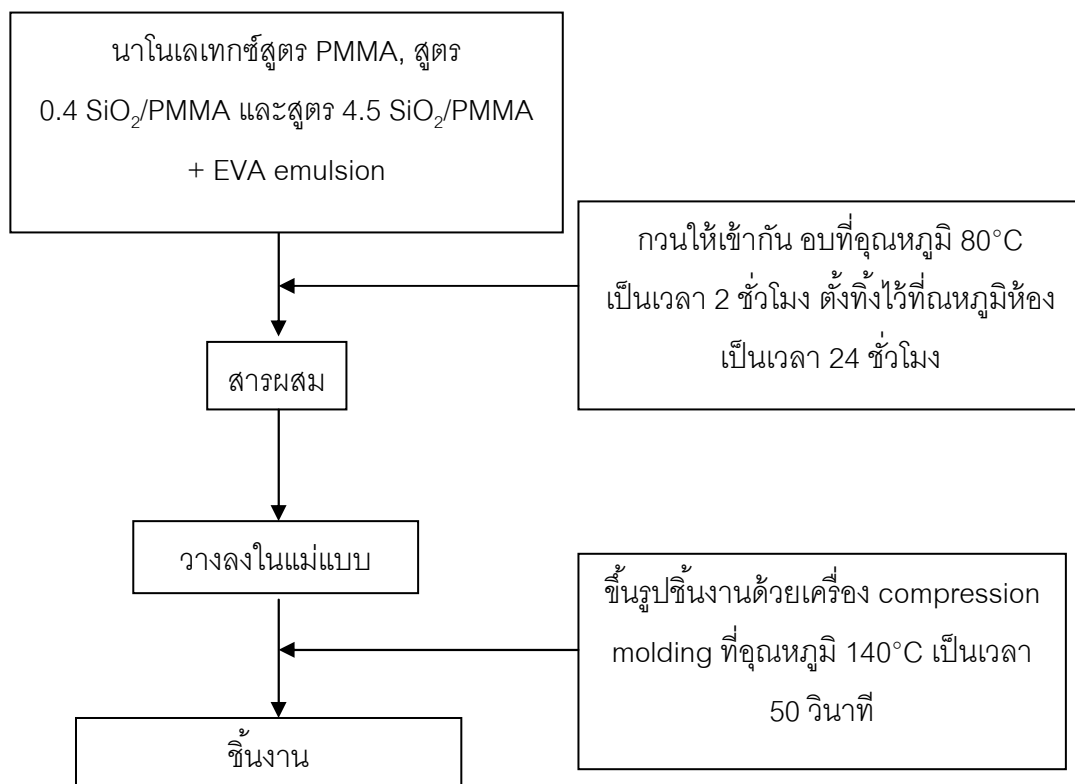 นาโนเลเทกซ์สูตร PMMA, สูตร
0.4 SiO₂/PMMA และสูตร 4.5 SiO₂/PMMA
+ EVA emulsion
กวนให้เข้ากัน อบที่อุณหภูมิ 80°C
เป็นเวลา 2 ชั่วโมง ตั้งทิ้งไว้ที่ณหภูมิห้อง
เป็นเวลา 24 ชั่วโมง
สารผสม
วางลงในแม่แบบ
ขึ้นรูปชิ้นงานด้วยเครื่อง compression
molding ที่อุณหภูมิ 140°C เป็นเวลา
50 วินาที
ชิ้นงาน